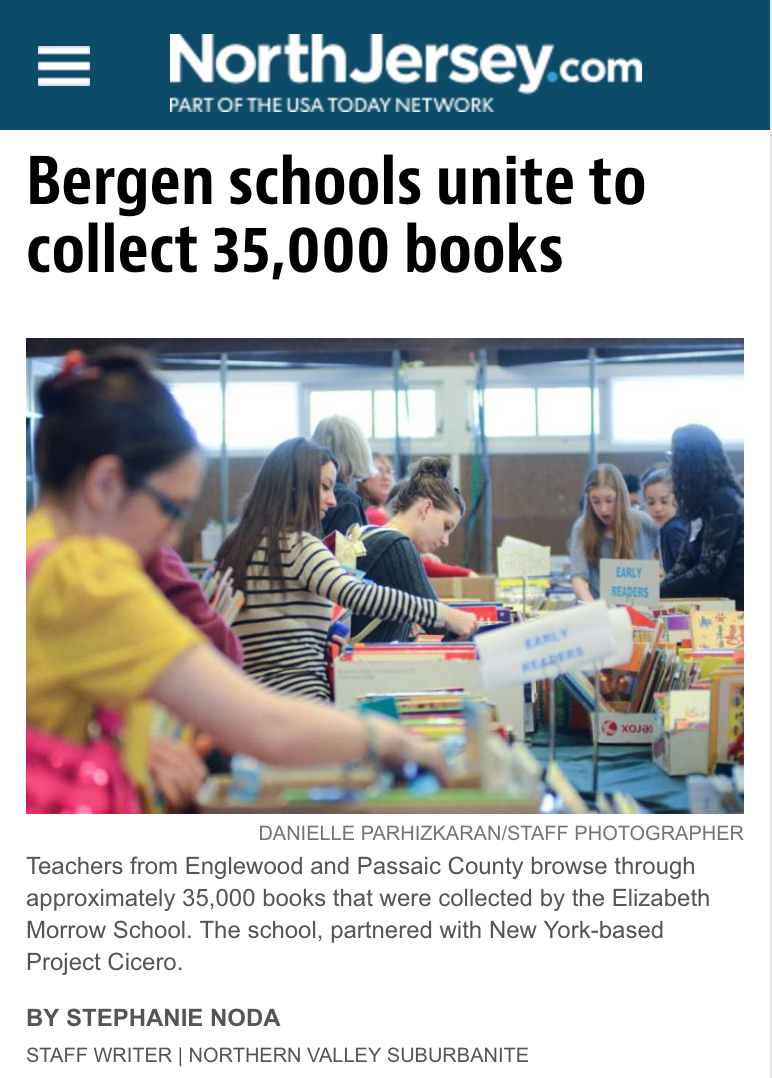 NorthJersey.com
PART OF THE USA TODAY NETWORK
Bergen schools unite to
collect 35,000 books
EARLY
READERS
EARLY
READERS
xerox
DANIELLE PARHIZKARAN/STAFF PHOTOGRAPHER
Teachers from Englewood and Passaic County browse through
approximately 35,000 books that were collected by the Elizabeth
Morrow School. The school, partnered with New York-based
Project Cicero.
BY STEPHANIE NODA
STAFF WRITER | NORTHERN VALLEY SUBURBANITE